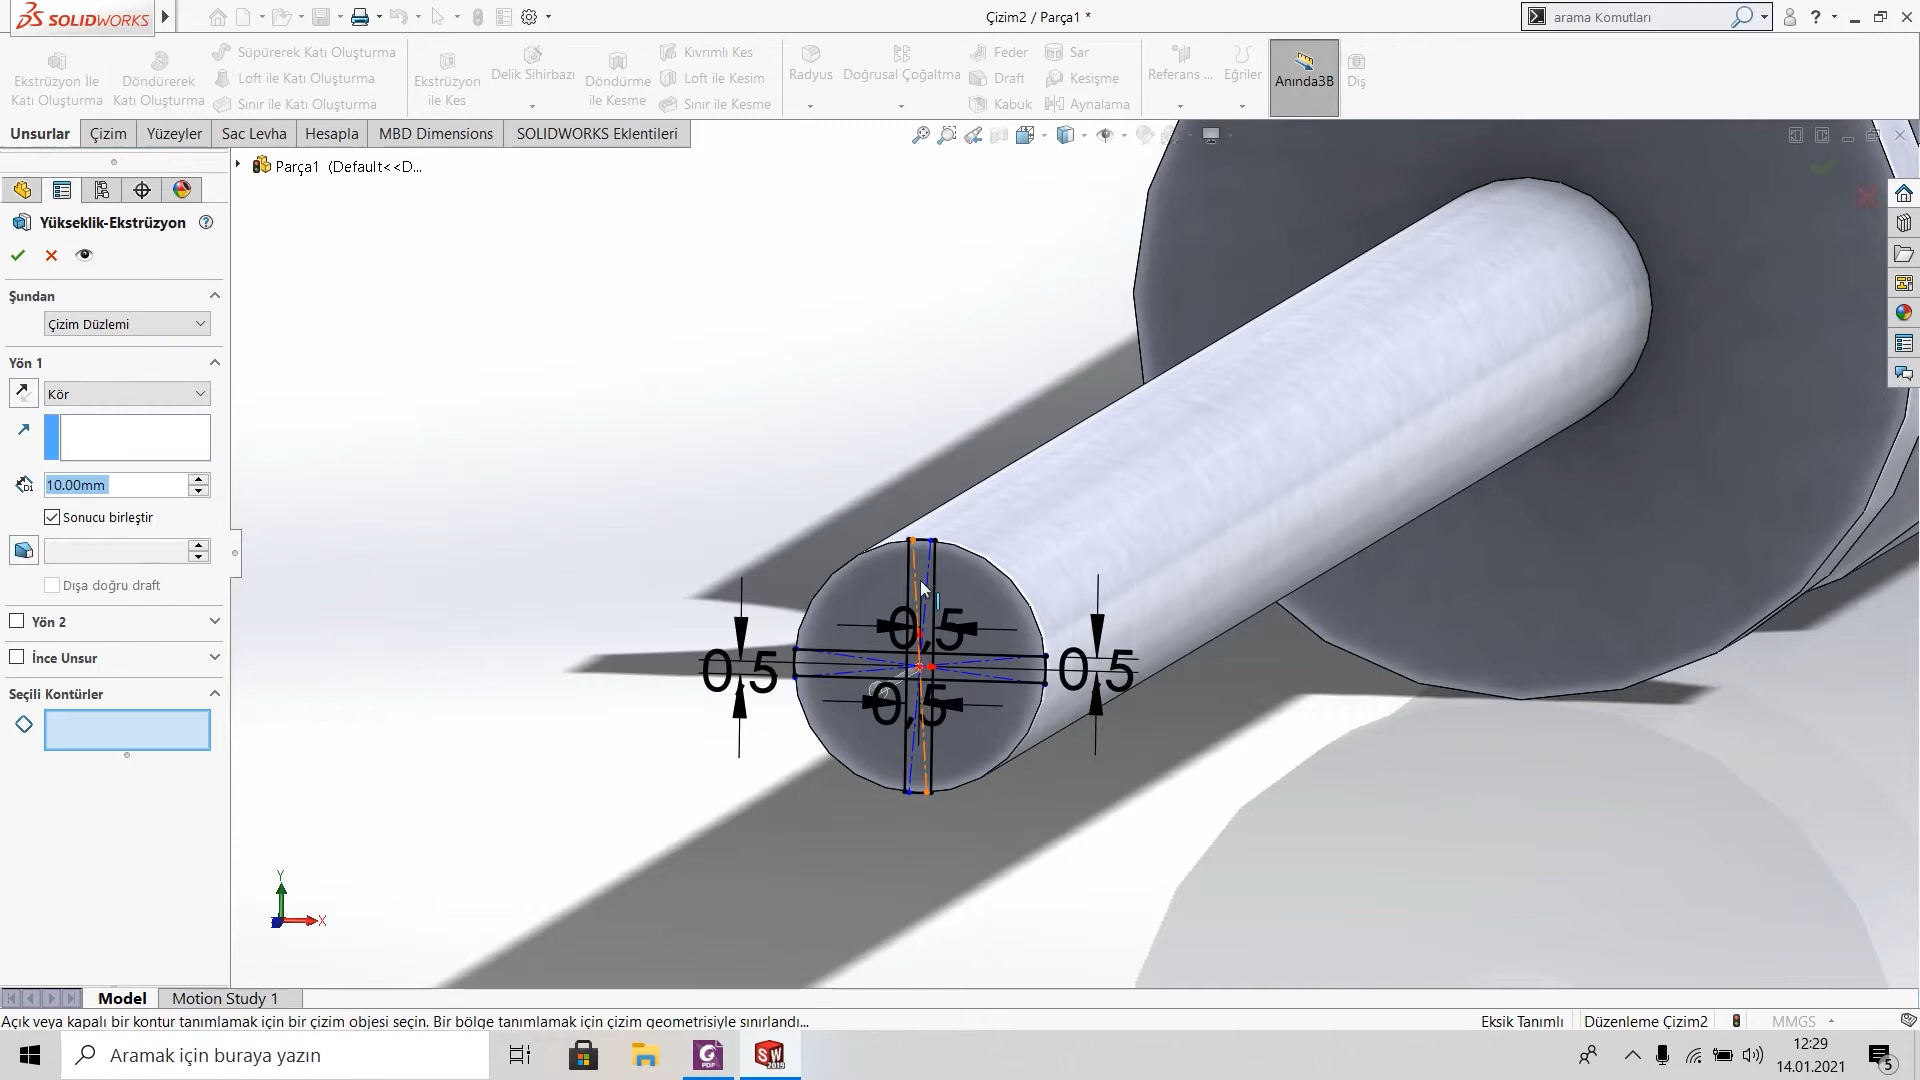 SOLIDWORKS
Çizim2 / Parça1 *
arama Komutları
Ekstrüzyon İle
Katı Oluşturma
Döndürerek
Katı Oluşturma
Süpürerek Katı Oluşturma
Loft ile Katı Oluşturma
Sınır ile Katı Oluşturma
Ekstrüzyon
ile Kes
Delik Sihirbazı
Döndürme
ile Kesme
Kıvrımlı Kes
Loft ile Kesim
Sınır ile Kesme
Radyus
Doğrusal Çoğaltma
Feder
Draft
Kabuk
Sar
Kesişme
Aynalama
Referans ...
Eğriler
Anında3B
Diş
Unsurlar
Çizim
Yüzeyler
Sac Levha
Hesapla
MBD Dimensions
SOLIDWORKS Eklentileri
Parça1 (Default<<D...
Yükseklik-Ekstrüzyon
Şundan
Çizim Düzlemi
Yön 1
Kör
D1
10.00mm
Sonucu birleştir
Dışa doğru draft
Yön 2
İnce Unsur
Seçili Kontürler
0,5
0,5
0,5
0,5
Y
X
Model
Motion Study 1
Açık veya kapalı bir kontur tanımlamak için bir çizim objesi seçin. Bir bölge tanımlamak için çizim geometrisiyle sınırlandı...
Eksik Tanımlı
Düzenleme Çizim2
MMGS
Aramak için buraya yazın
PDF
SW
2019
12:29
14.01.2021
5